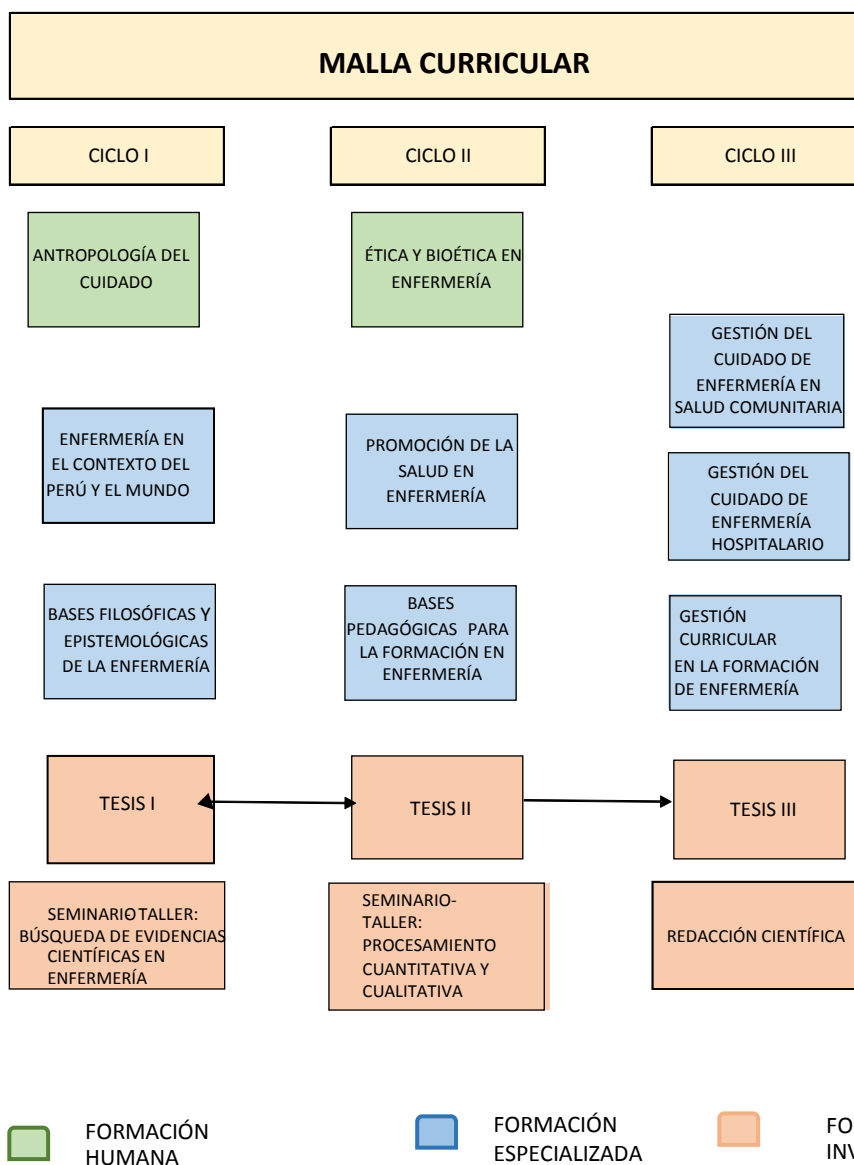 MALLA CURRICULAR
CICLO I
CICLO II
CICLO III
ANTROPOLOGÍA DEL
CUIDADO
ÉTICA Y BIOÉTICA EN
ENFERMERÍA
GESTIÓN DEL
CUIDADO DE
ENFERMERÍA EN
SALUD COMUNITARIA
ENFERMERÍA EN
EL CONTEXTO DEL
PERÚ Y EL MUNDO
PROMOCIÓN DE LA
SALUD EN
ENFERMERÍA
GESTIÓN DEL
CUIDADO DE
ENFERMERÍA
HOSPITALARIO
BASES FILOSÓFICAS Y
EPISTEMOLÓGICAS
DE LA ENFERMERÍA
BASES
PEDAGÓGICAS PARA
LA FORMACIÓN EN
ENFERMERÍA
GESTIÓN
CURRICULAR
EN LA FORMACIÓN
DE ENFERMERÍA
TESIS I
TESIS II
TESIS III
SEMINARIO-TALLER:
BÚSQUEDA DE EVIDENCIAS
CIENTÍFICAS EN
ENFERMERÍA
SEMINARIO-
TALLER:
PROCESAMIENTO
CUANTITATIVA Y
CUALITATIVA
REDACCIÓN CIENTÍFICA
FORMACIÓN
HUMANA
FORMACIÓN
ESPECIALIZADA
FO
INV